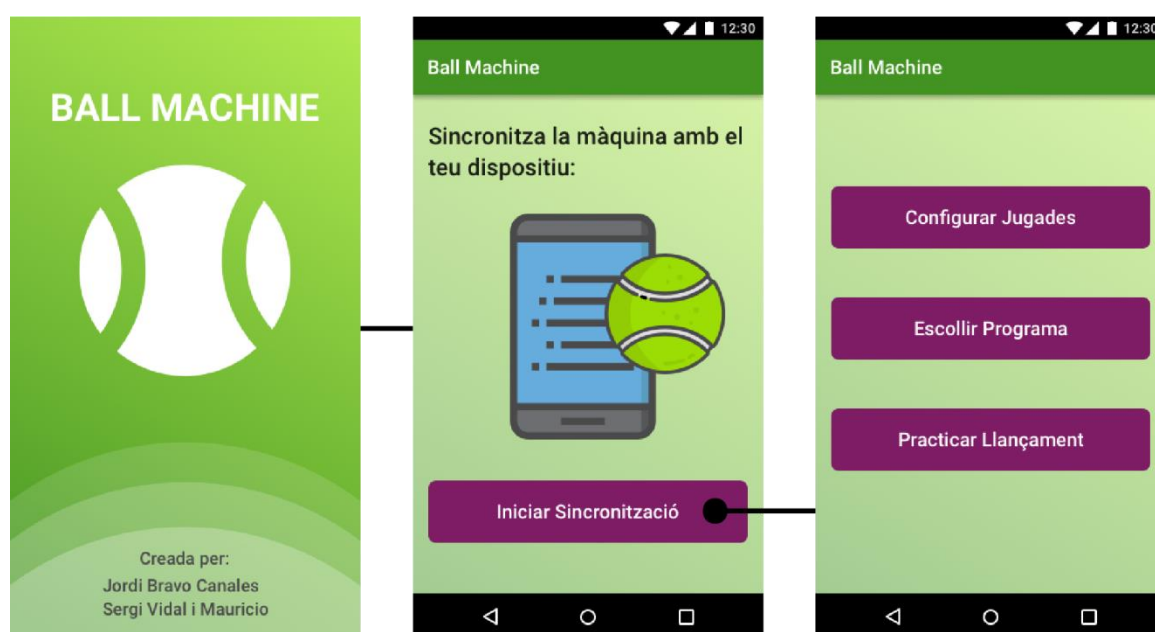 BALL MACHINE
Creada per:
Jordi Bravo Canales
Sergi Vidal i Mauricio
12:30
Ball Machine
Sincronitza la màquina amb el
teu dispositiu:
Iniciar Sincronització
12:30
Ball Machine
Configurar Jugades
Escollir Programa
Practicar Llançament